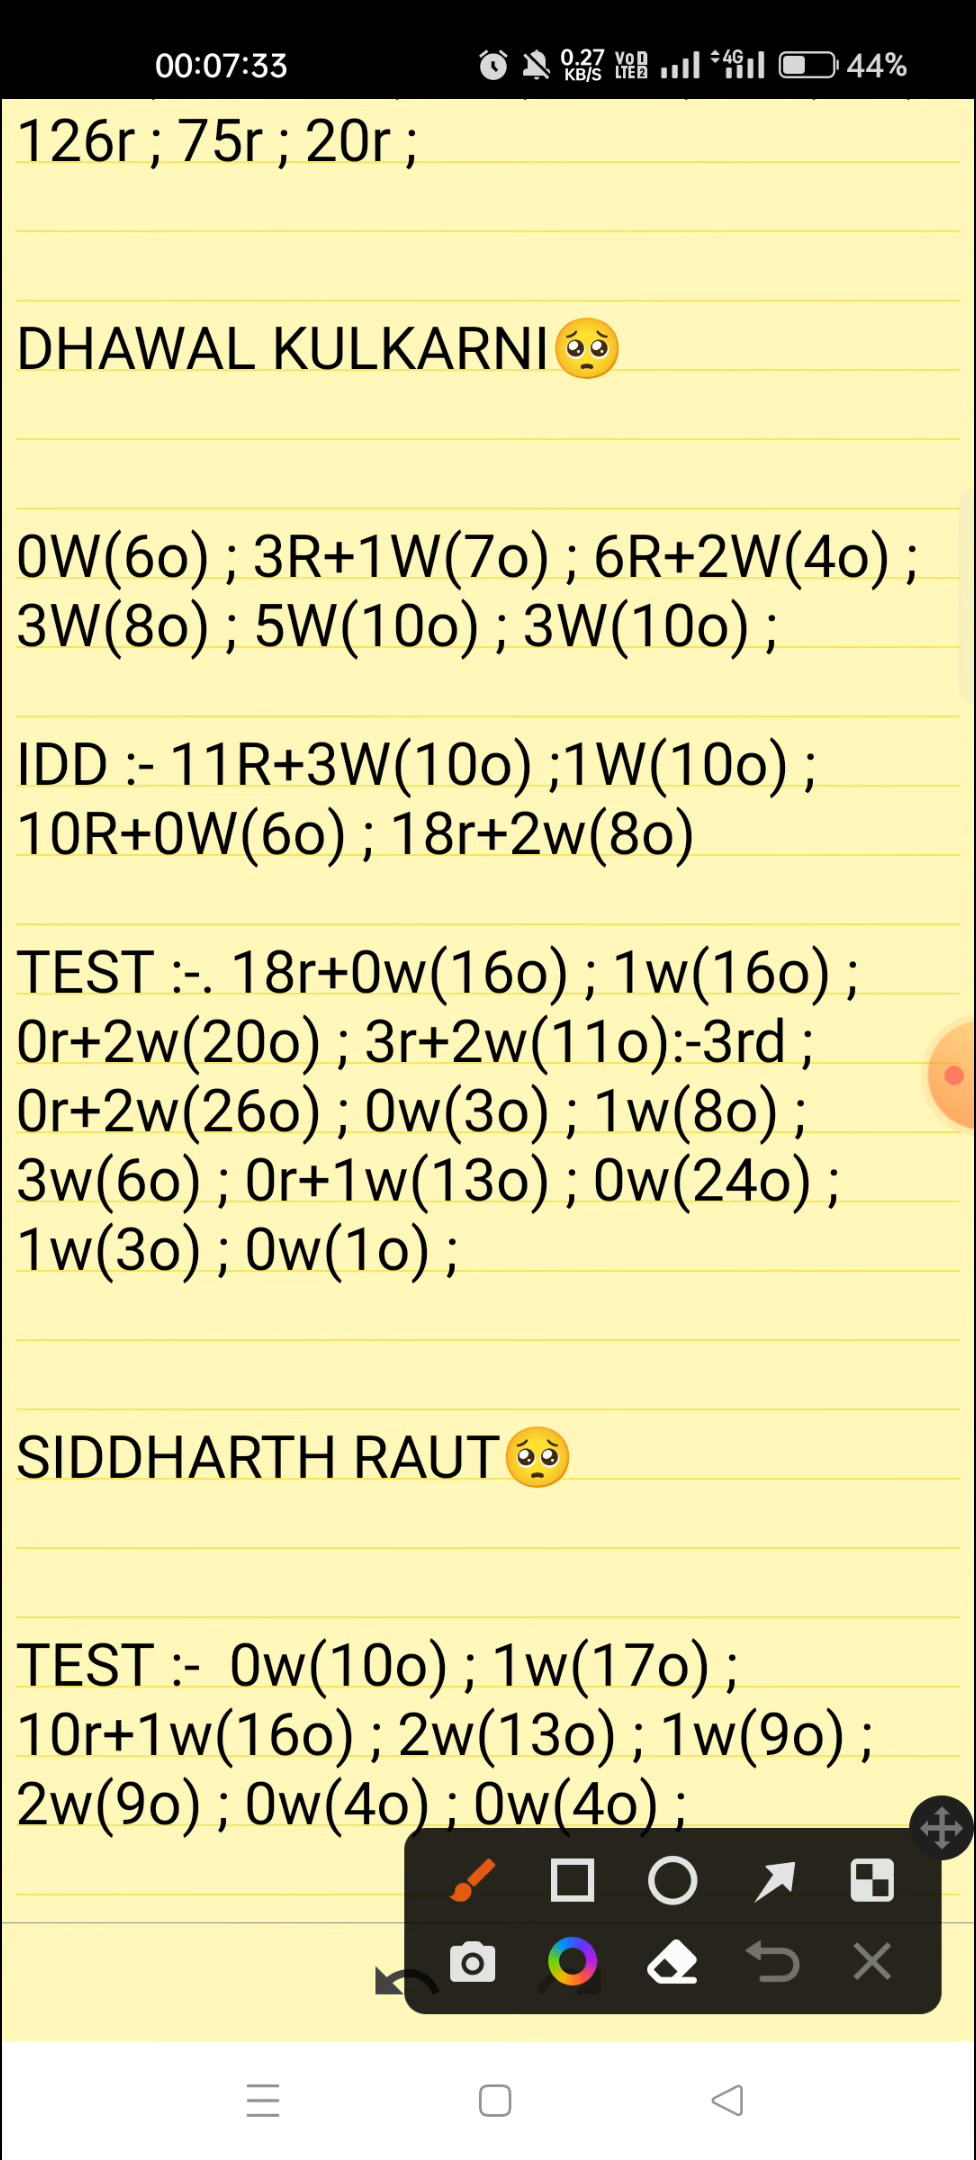 00:07:33 0.27 KB/S VoD LTE 2 4G 44%
126r ; 75r ; 20r ;
DHAWAL KULKARNI🥺
0W(6o) ; 3R+1W(7o) ; 6R+2W(4o) ;
3W(8o) ; 5W(10o) ; 3W(10o) ;
IDD :- 11R+3W(10o) ;1W(10o) ;
10R+0W(6o) ; 18r+2w(8o)
TEST :-. 18r+0w(16o) ; 1w(16o) ;
0r+2w(20o) ; 3r+2w(11o):-3rd ;
0r+2w(26o) ; 0w(3o) ; 1w(8o) ;
3w(6o) ; 0r+1w(13o) ; 0w(24o) ;
1w(3o) ; 0w(1o) ;
SIDDHARTH RAUT🥺
TEST :-  0w(10o) ; 1w(17o) ;
10r+1w(16o) ; 2w(13o) ; 1w(9o) ;
2w(9o) ; 0w(4o) ; 0w(4o) ;